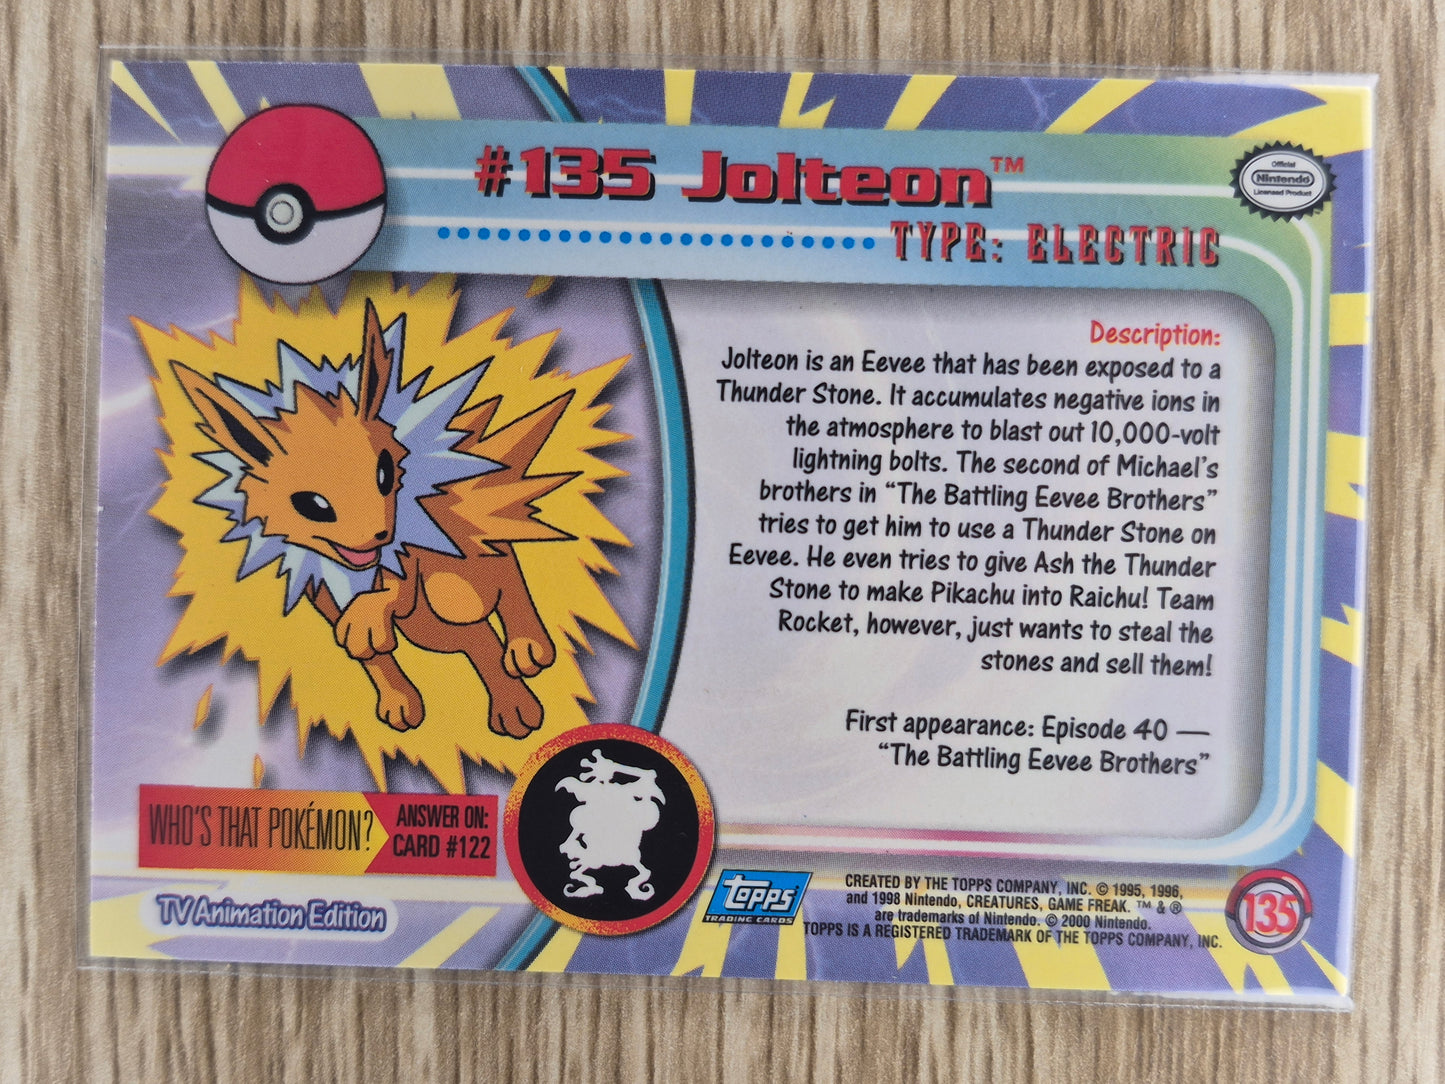 #135 Jolteon™
TYPE: ELECTRIC
Official
Nintendo
Licensed Product
Description:
Jolteon is an Eevee that has been exposed to a
Thunder Stone. It accumulates negative ions in
the atmosphere to blast out 10,000-volt
lightning bolts. The second of Michael's
brothers in "The Battling Eevee Brothers"
tries to get him to use a Thunder Stone on
Eevee. He even tries to give Ash the Thunder
Stone to make Pikachu into Raichu! Team
Rocket, however, just wants to steal the
stones and sell them!
First appearance: Episode 40 —
"The Battling Eevee Brothers"
WHO'S THAT POKÉMON?
ANSWER ON:
CARD #122
TV Animation Edition
topps
TRADING CARDS
CREATED BY THE TOPPS COMPANY, INC. © 1995, 1996,
and 1998 Nintendo, CREATURES, GAME FREAK. ™ & ®
are trademarks of Nintendo. © 2000 Nintendo.
TOPPS IS A REGISTERED TRADEMARK OF THE TOPPS COMPANY, INC.
135